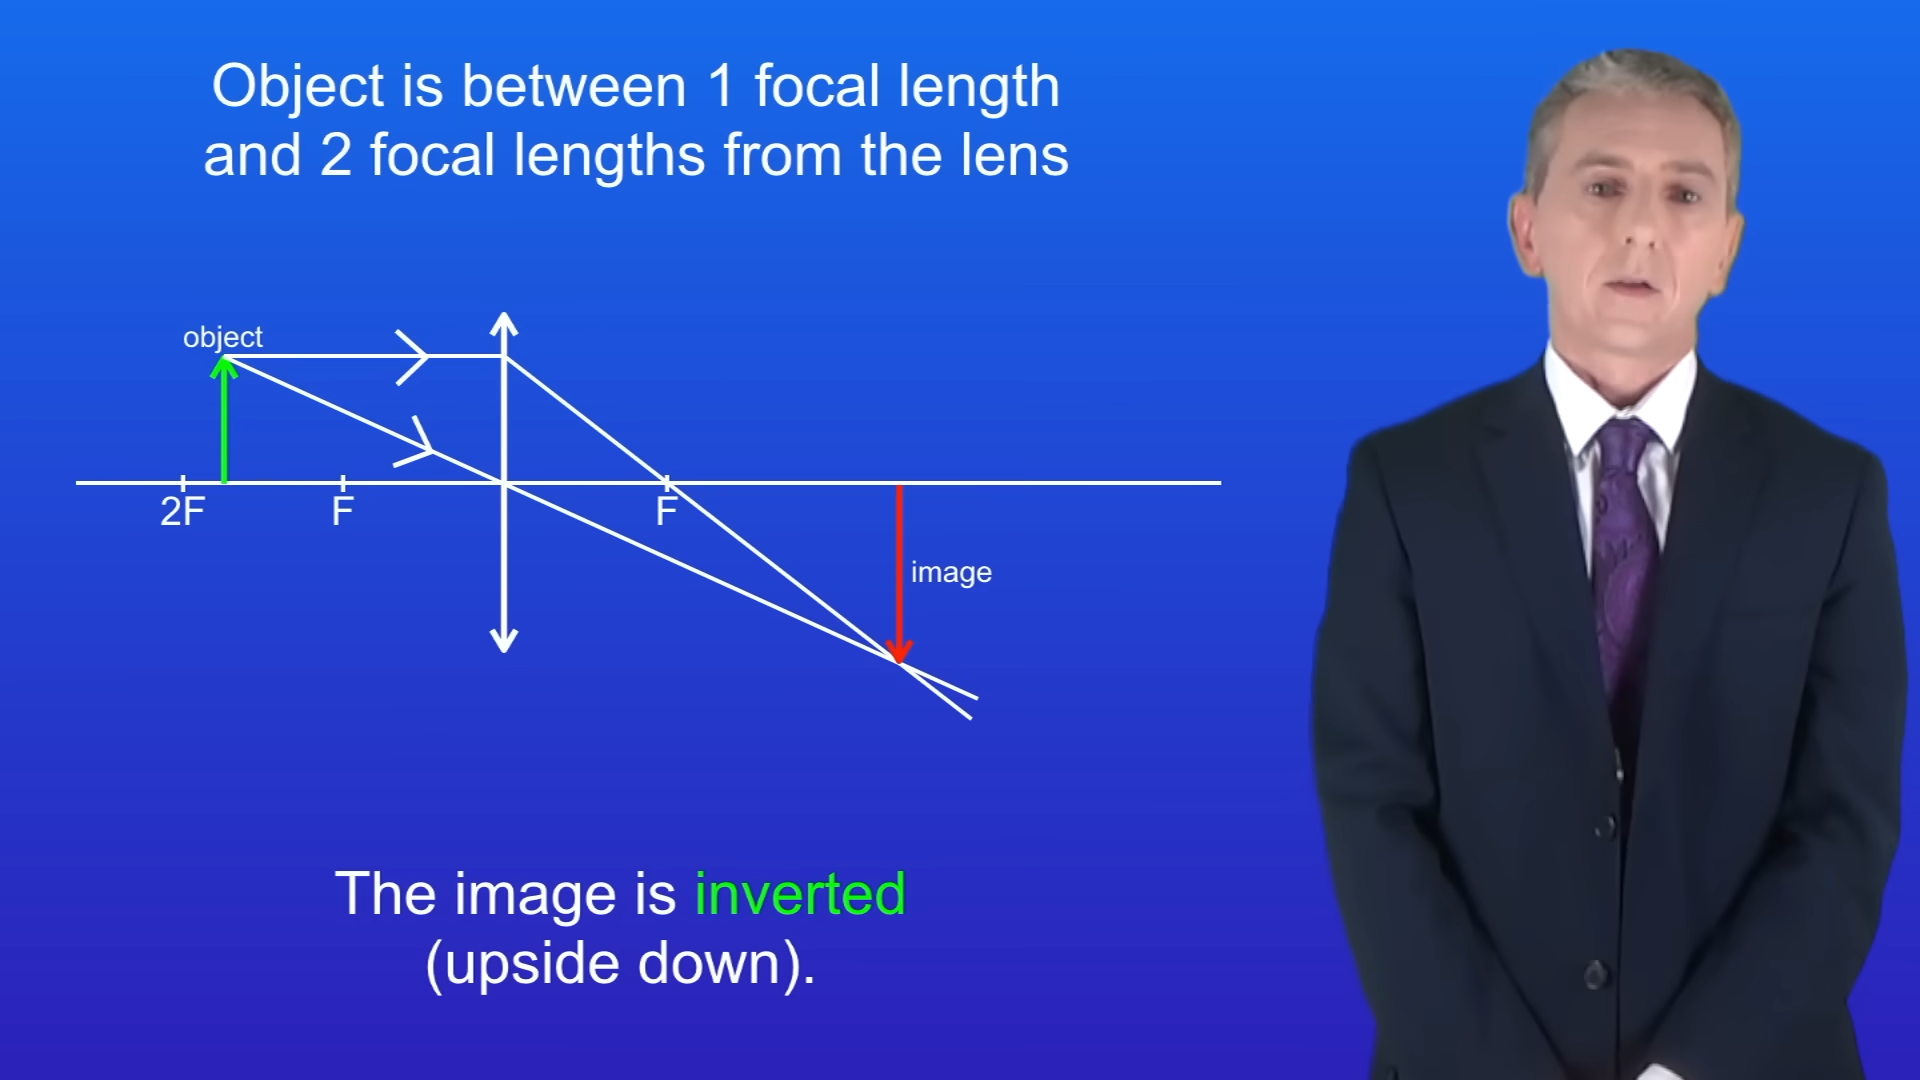 Object is between 1 focal length
and 2 focal lengths from the lens
object
2F
F
F
image
The image is inverted
(upside down).